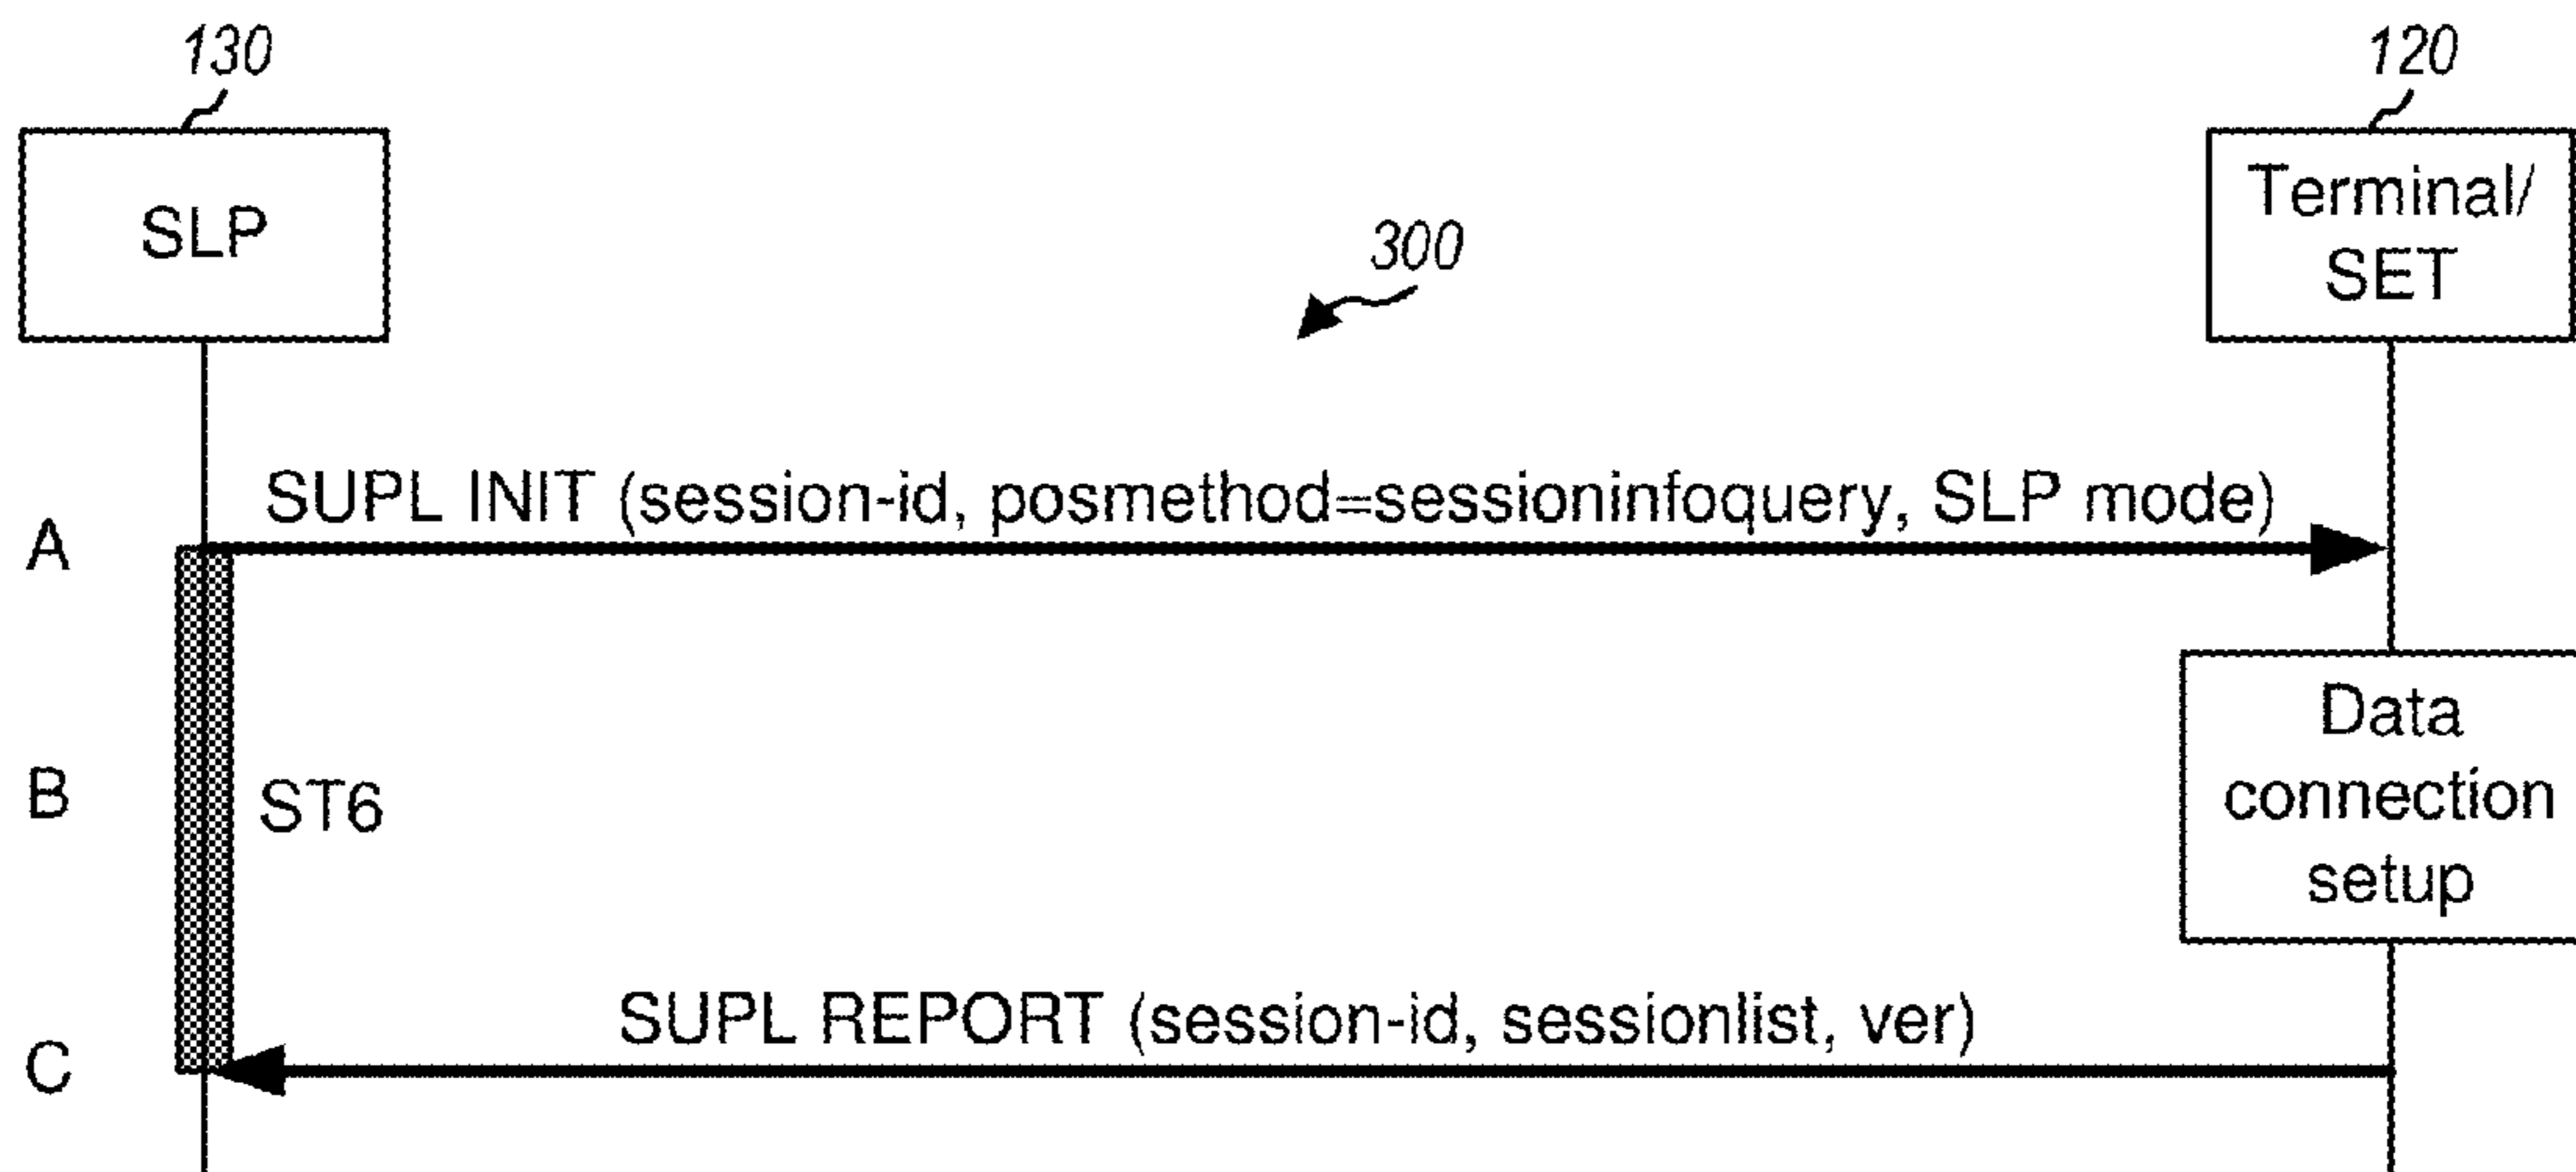 130
120
SLP
Terminal/
SET
300
SUPL INIT (session-id, posmethod=sessioninfoquery, SLP mode)
A
Data
connection
setup
B
ST6
SUPL REPORT (session-id, sessionlist, ver)
C